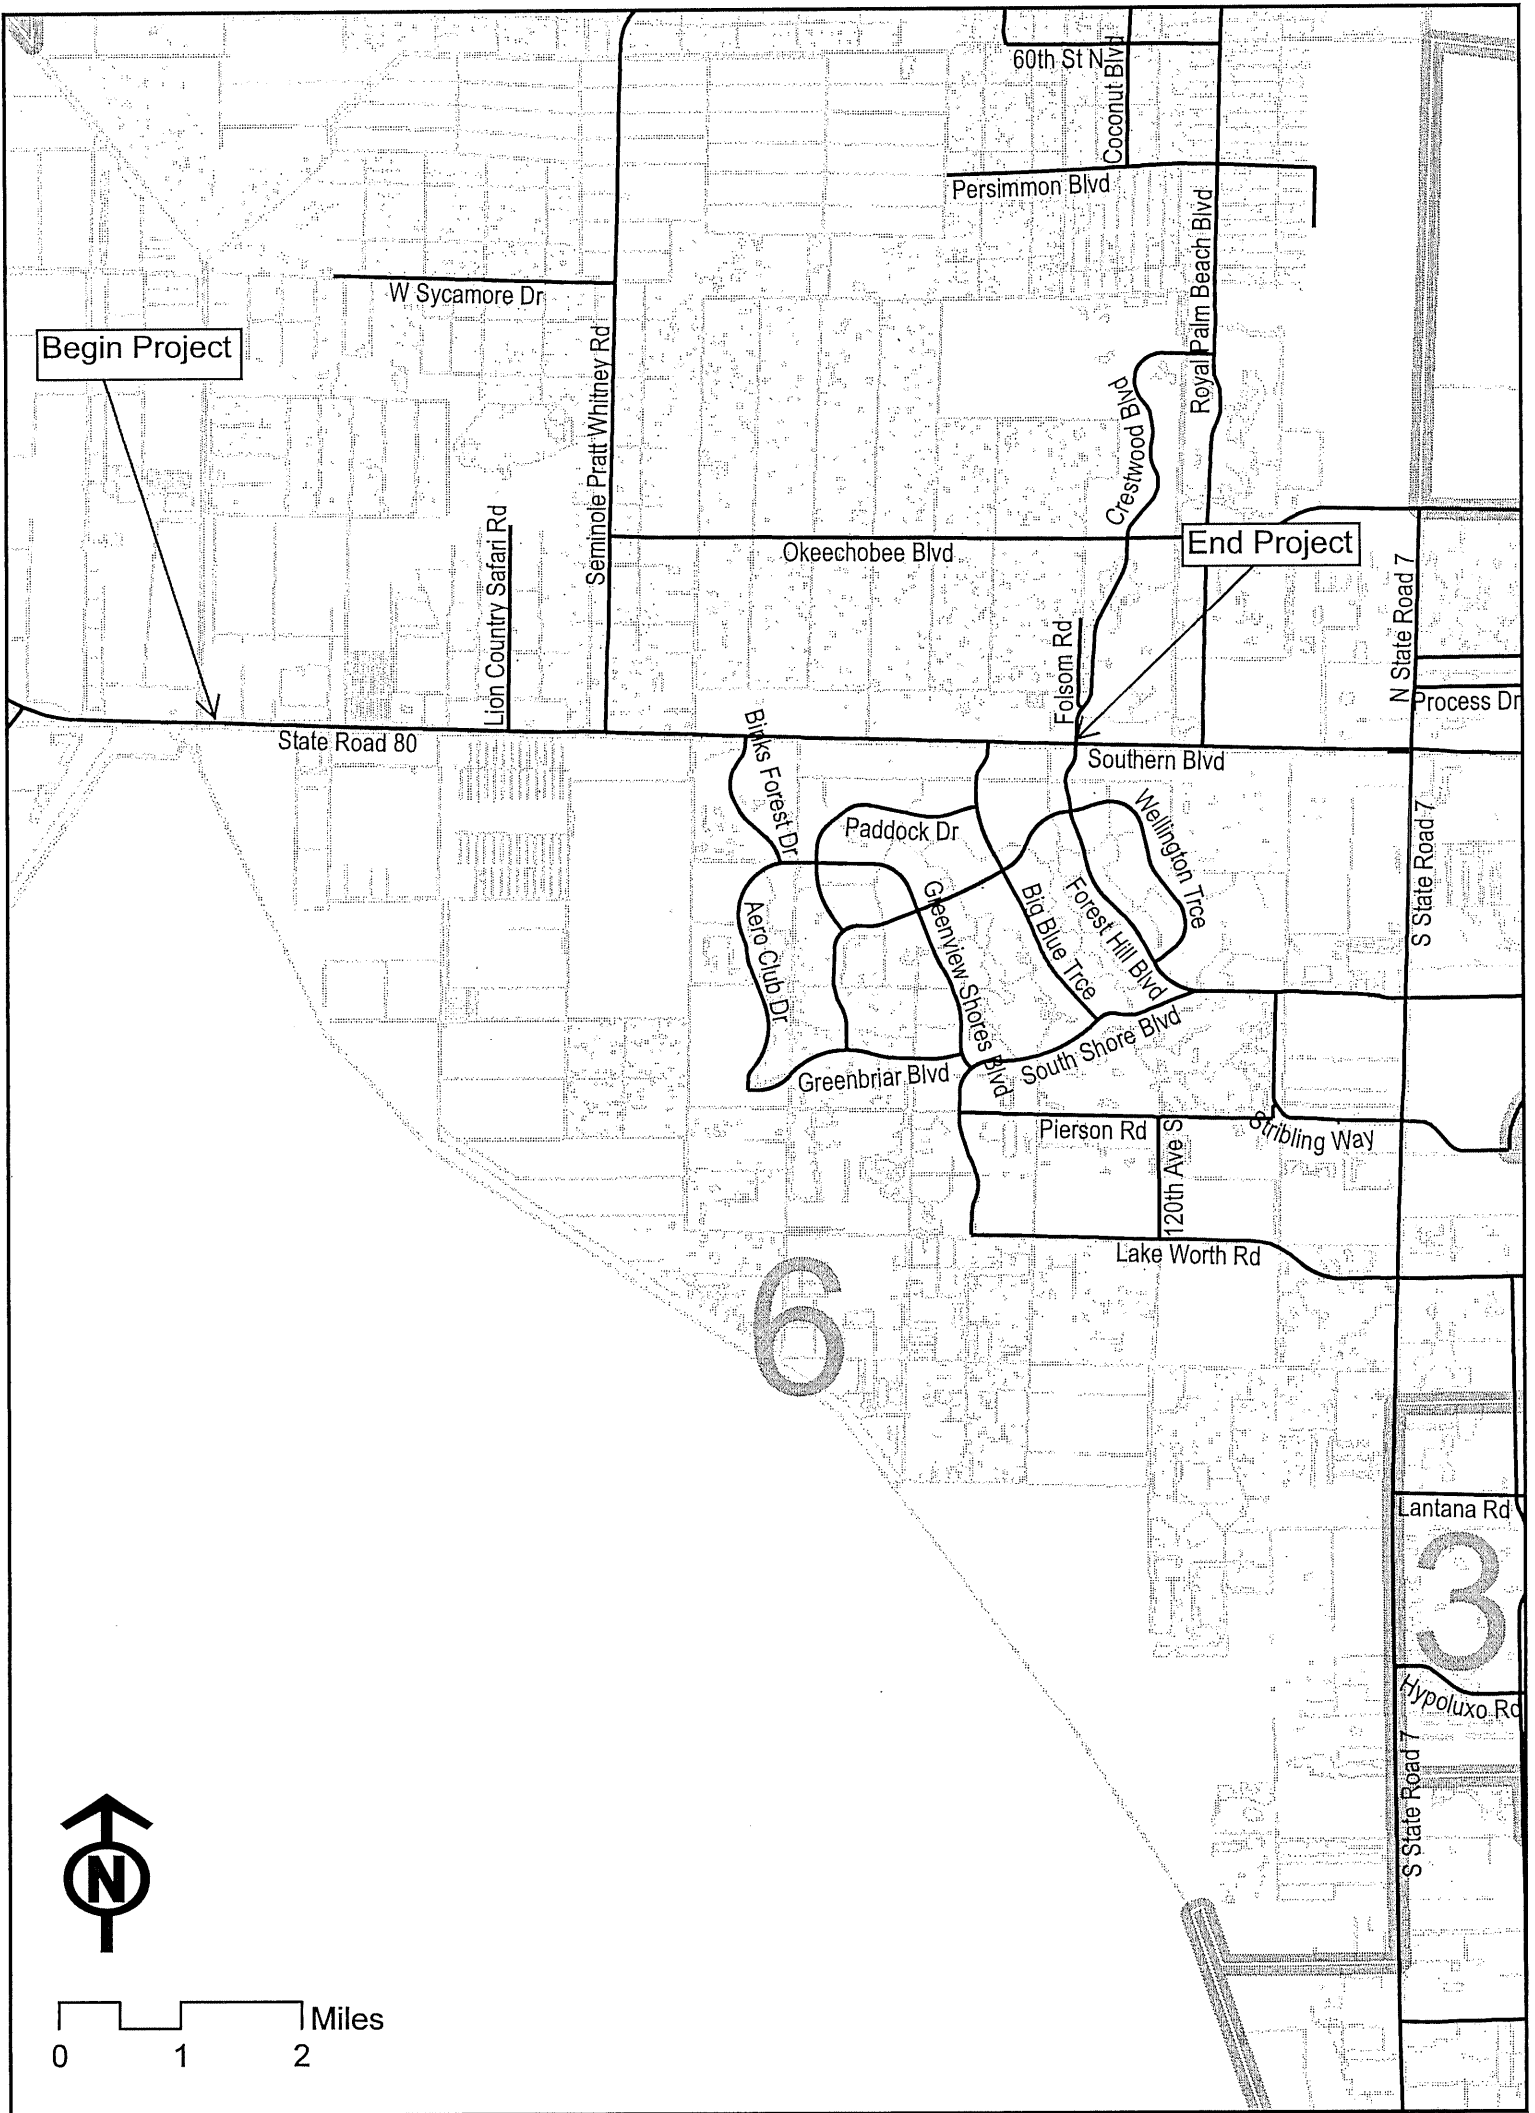 60th St N
Coconut Blvd
Persimmon Blvd
Royal Palm Beach Blvd
W Sycamore Dr
Begin Project
Seminole Pratt Whitney Rd
Crestwood Blvd
Lion Country Safari Rd
Okeechobee Blvd
End Project
N State Road 7
Folsom Rd
Process Dr
State Road 80
Binks Forest Dr
Southern Blvd
Paddock Dr
Wellington Trce
S State Road 7
Aero Club Dr
Greenview Shores Blvd
Big Blue Trce
Forest Hill Blvd
South Shore Blvd
Greenbriar Blvd
Pierson Rd
120th Ave S
Stribling Way
Lake Worth Rd
6
Lantana Rd
3
Hypoluxo Rd
S State Road 7
N
Miles
0 1 2